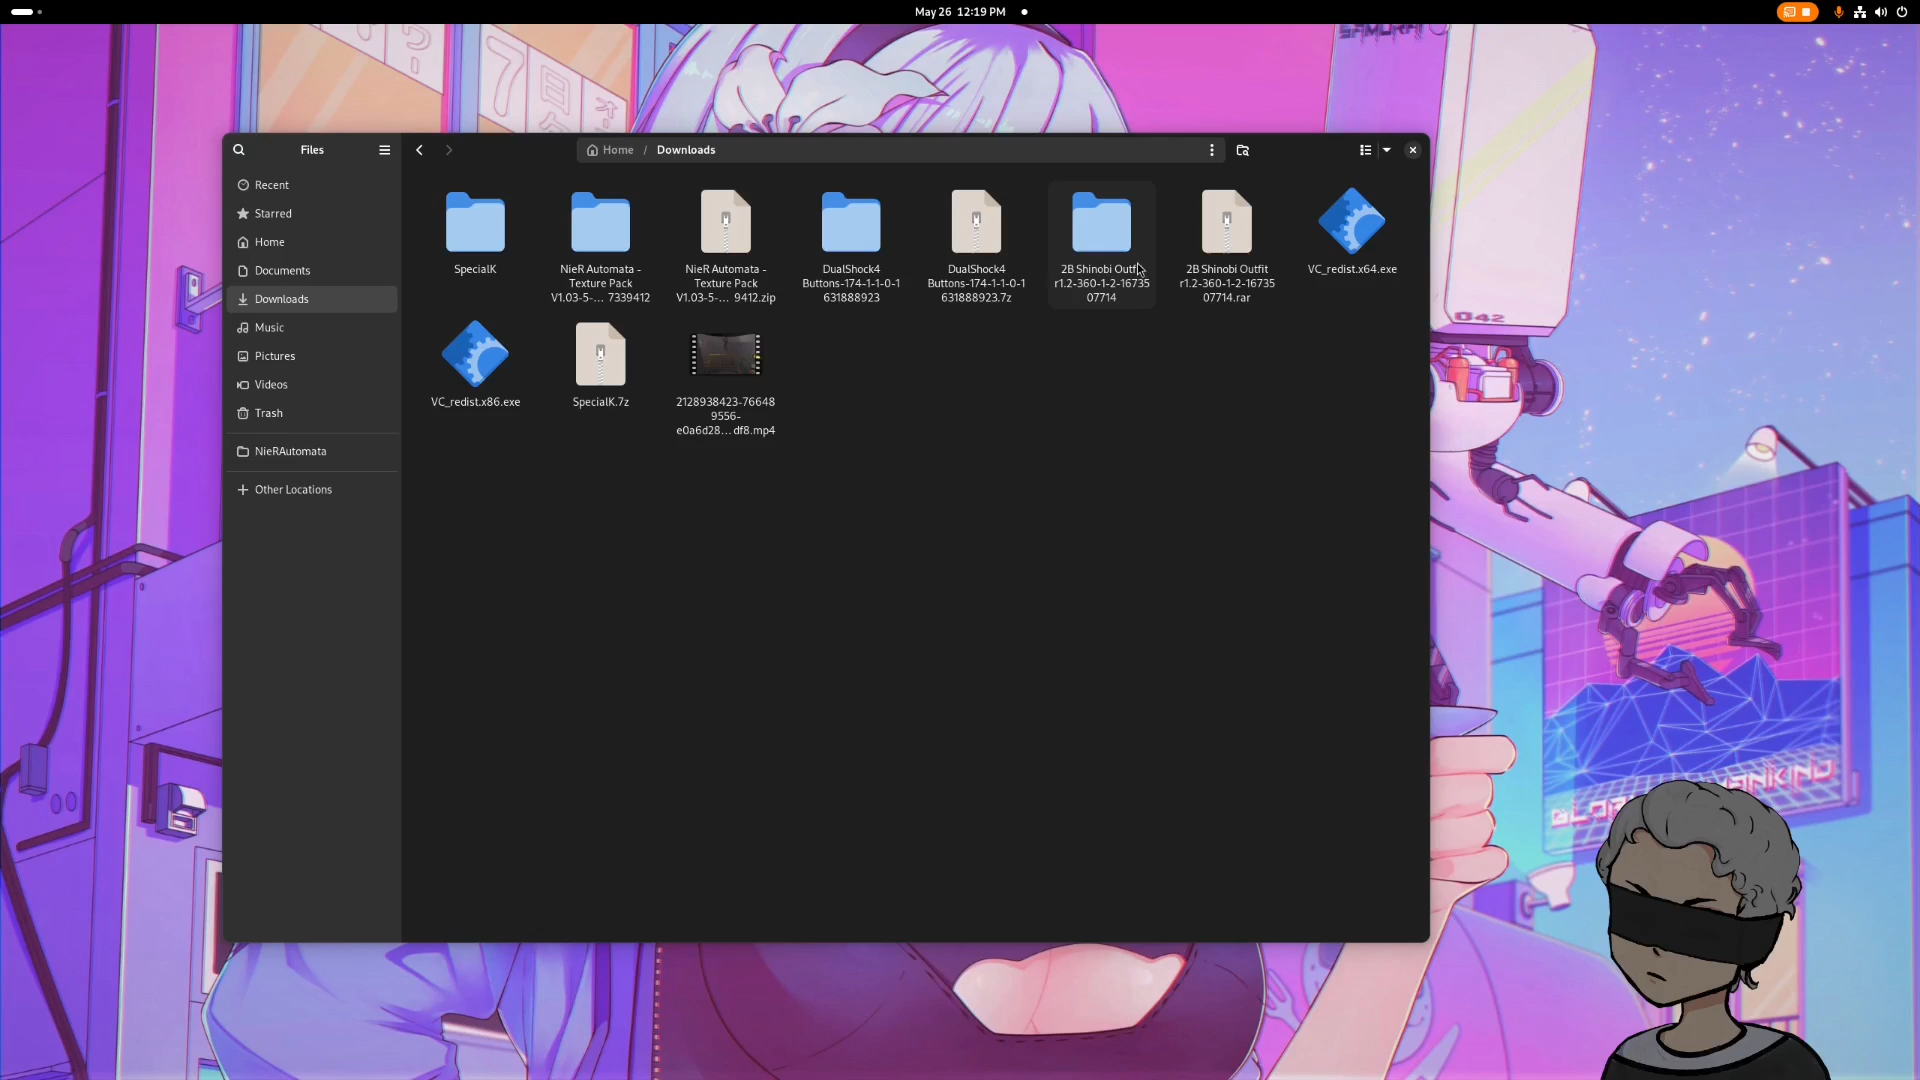 May 26 12:19 PM
Files
Home / Downloads
Recent
Starred
Home
Documents
Downloads
Music
Pictures
Videos
Trash
NieRAutomata
Other Locations
SpecialK
NieR Automata -
Texture Pack
V1.03-5-... 7339412
NieR Automata -
Texture Pack
V1.03-5-... 9412.zip
DualShock4
Buttons-174-1-1-0-1
631888923
DualShock4
Buttons-174-1-1-0-1
631888923.7z
2B Shinobi Outfit
r1.2-360-1-2-16735
07714
2B Shinobi Outfit
r1.2-360-1-2-16735
07714.rar
VC_redist.x64.exe
VC_redist.x86.exe
SpecialK.7z
2128938423-76648
9556-
e0a6d28... df8.mp4
SAMURAI
7日
042